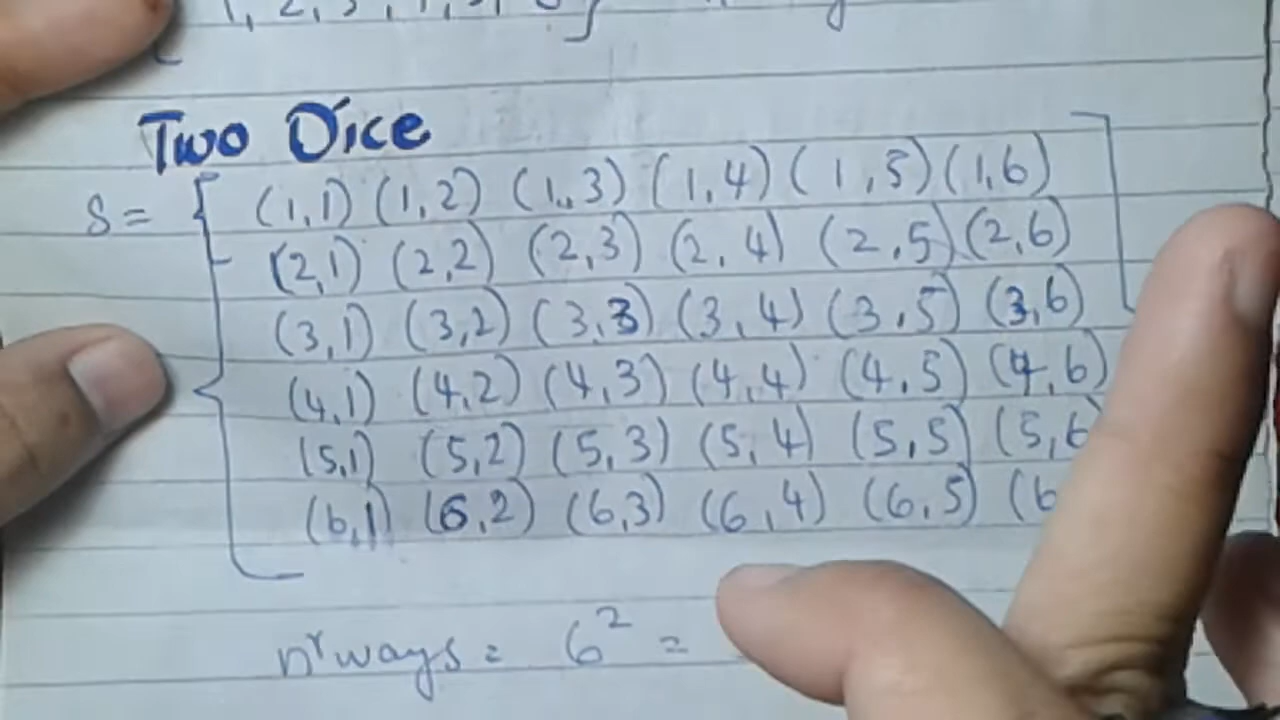 Two Dice
S = { (1,1) (1,2) (1,3) (1,4) (1,5) (1,6)
(2,1) (2,2) (2,3) (2,4) (2,5) (2,6)
(3,1) (3,2) (3,3) (3,4) (3,5) (3,6)
(4,1) (4,2) (4,3) (4,4) (4,5) (4,6)
(5,1) (5,2) (5,3) (5,4) (5,5) (5,6
(6,1) (6,2) (6,3) (6,4) (6,5) (6
nʳ ways = 6² =